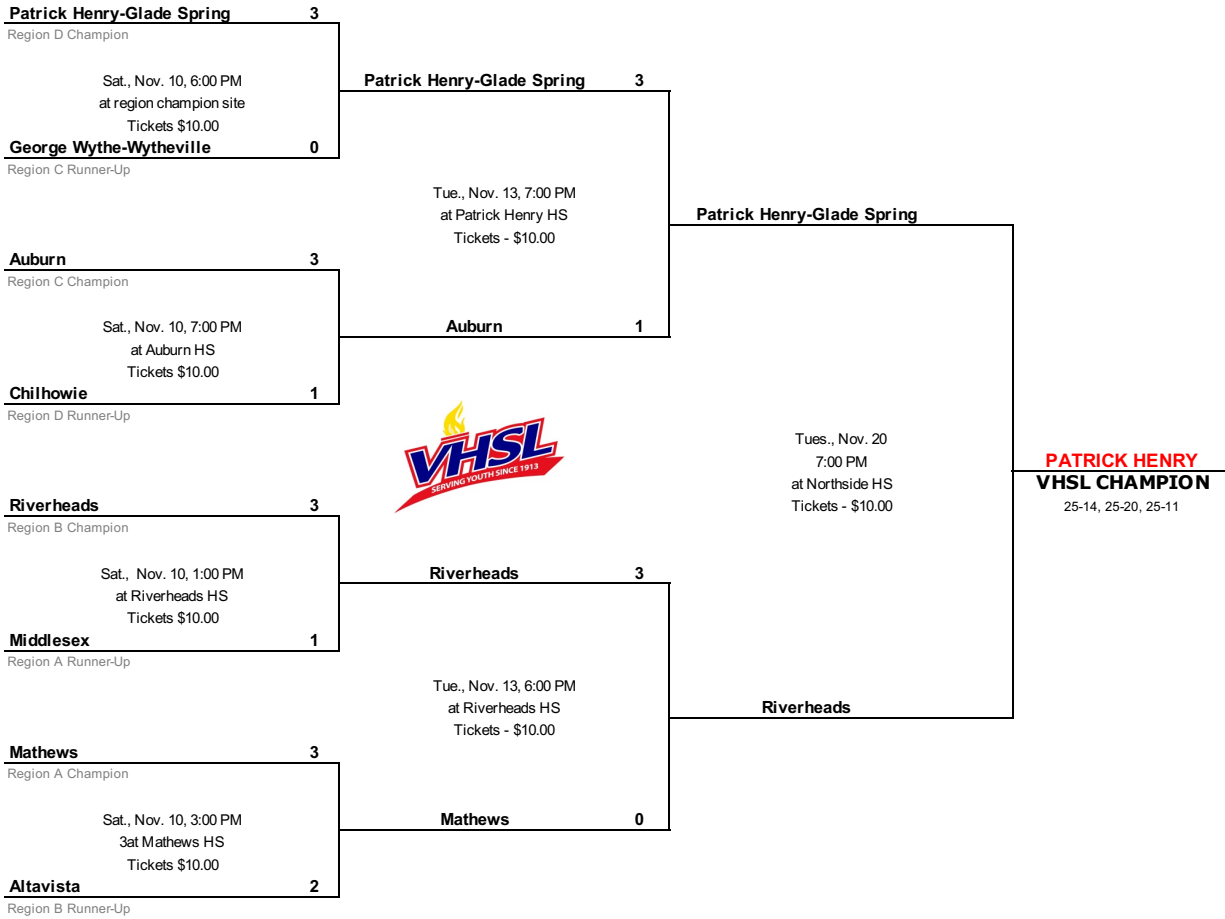 Patrick Henry-Glade Spring 3
Region D Champion
Sat., Nov. 10, 6:00 PM
at region champion site
Tickets $10.00
George Wythe-Wytheville 0
Region C Runner-Up
Patrick Henry-Glade Spring 3
Tue., Nov. 13, 7:00 PM
at Patrick Henry HS
Tickets - $10.00
Auburn 3
Region C Champion
Sat., Nov. 10, 7:00 PM
at Auburn HS
Tickets $10.00
Chilhowie 1
Region D Runner-Up
Auburn 1
Patrick Henry-Glade Spring
VHSL
SERVING YOUTH SINCE 1913
Tues., Nov. 20
7:00 PM
at Northside HS
Tickets - $10.00
PATRICK HENRY
VHSL CHAMPION
25-14, 25-20, 25-11
Riverheads 3
Region B Champion
Sat., Nov. 10, 1:00 PM
at Riverheads HS
Tickets $10.00
Middlesex 1
Region A Runner-Up
Riverheads 3
Tue., Nov. 13, 6:00 PM
at Riverheads HS
Tickets - $10.00
Riverheads
Mathews 3
Region A Champion
Sat., Nov. 10, 3:00 PM
3at Mathews HS
Tickets $10.00
Altavista 2
Region B Runner-Up
Mathews 0